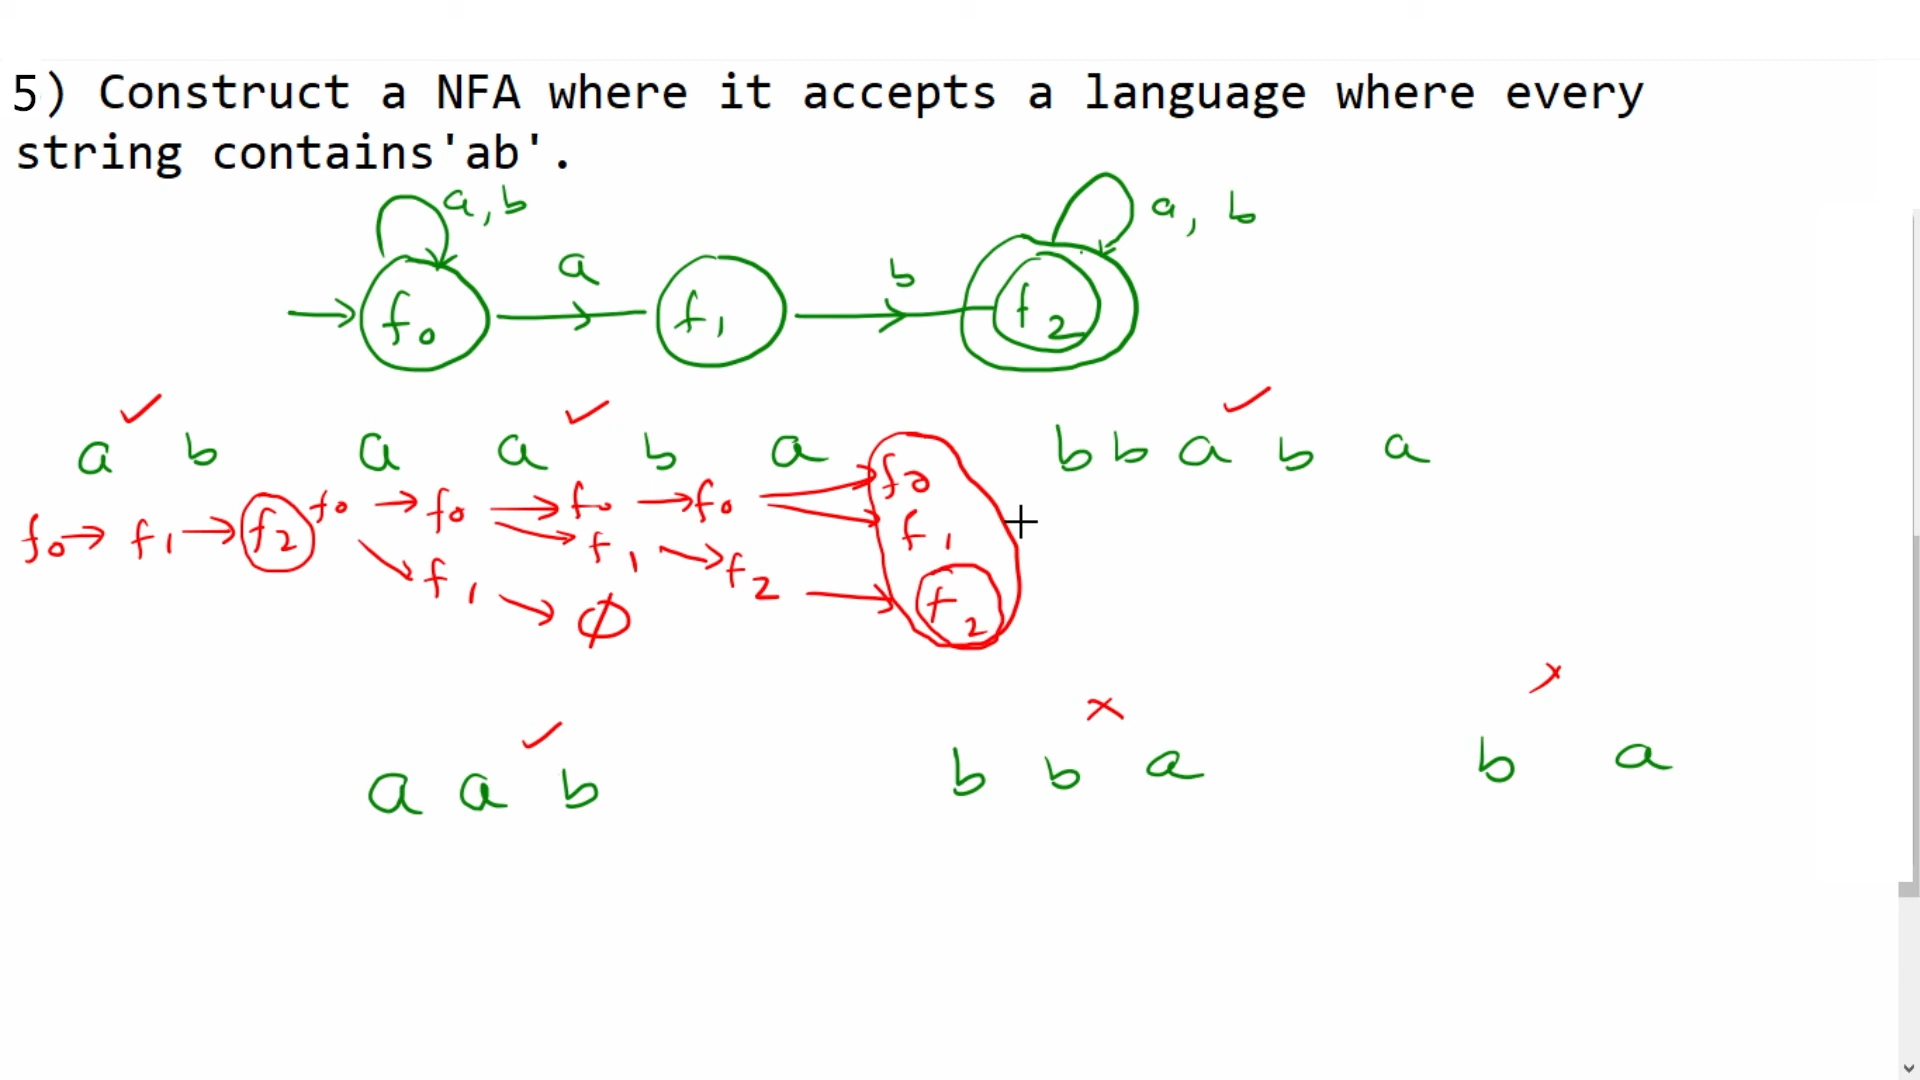 5) Construct a NFA where it accepts a language where every
string contains'ab'.
a, b
a, b
a
b
f0
f1
f2
a b a a b a b b a b a
f0 → f1 → f2
f0 → f0 → f0 → f0 f0
f1 f1
f1 → φ
f2 → f2
a a b b b a b a